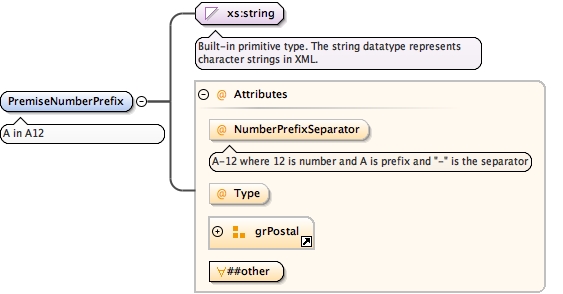 xs:string
Built-in primitive type. The string datatype represents
character strings in XML.
PremiseNumberPrefix
A in A12
@ Attributes
@ NumberPrefixSeparator
A-12 where 12 is number and A is prefix and "-" is the separator
@ Type
grPostal
∀##other